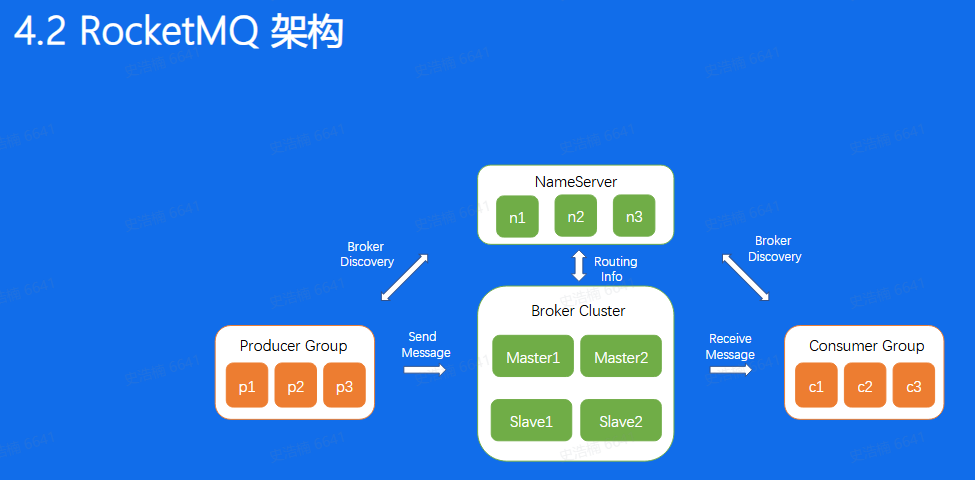 4.2 RocketMQ 架构
NameServer
n1 n2 n3
Broker
Discovery
Routing
Info
Broker
Discovery
Producer Group
p1 p2 p3
Send
Message
Broker Cluster
Master1 Master2
Slave1 Slave2
Receive
Message
Consumer Group
c1 c2 c3